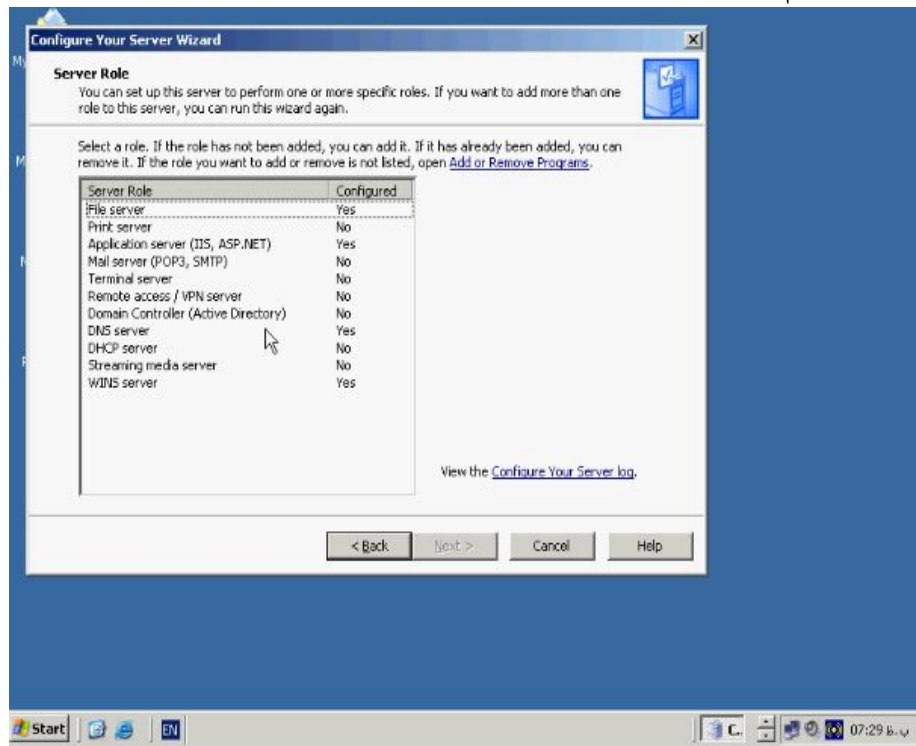 Configure Your Server Wizard
Server Role
You can set up this server to perform one or more specific roles. If you want to add more than one
role to this server, you can run this wizard again.
Select a role. If the role has not been added, you can add it. If it has already been added, you can
remove it. If the role you want to add or remove is not listed, open Add or Remove Programs.
Server Role Configured
File server Yes
Print server No
Application server (IIS, ASP.NET) Yes
Mail server (POP3, SMTP) No
Terminal server No
Remote access / VPN server No
Domain Controller (Active Directory) No
DNS server Yes
DHCP server No
Streaming media server No
WINS server Yes
View the Configure Your Server log.
< Back Next > Cancel Help
Start EN C... 07:29 ب.ظ